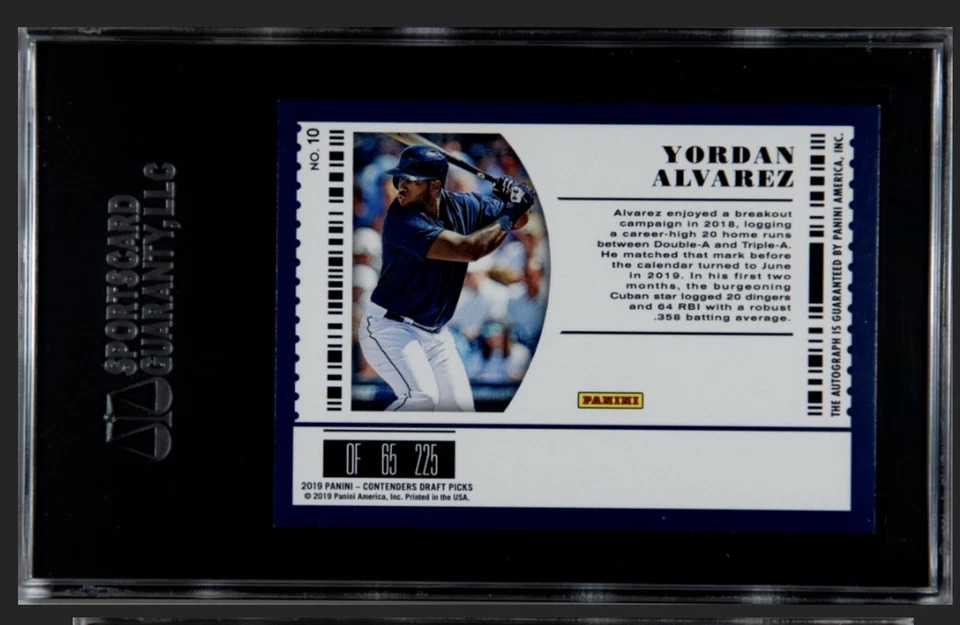 SPORTSCARD
GUARANTY, LLC
NO. 10
YORDAN
ALVAREZ
Alvarez enjoyed a breakout
campaign in 2018, logging
a career-high 20 home runs
between Double-A and Triple-A.
He matched that mark before
the calendar turned to June
in 2019. In his first two
months, the burgeoning
Cuban star logged 20 dingers
and 64 RBI with a robust
.358 batting average.
THE AUTOGRAPH IS GUARANTEED BY PANINI AMERICA, INC.
PANINI
OF 65 225
2019 PANINI – CONTENDERS DRAFT PICKS
© 2019 Panini America, Inc. Printed in the USA.